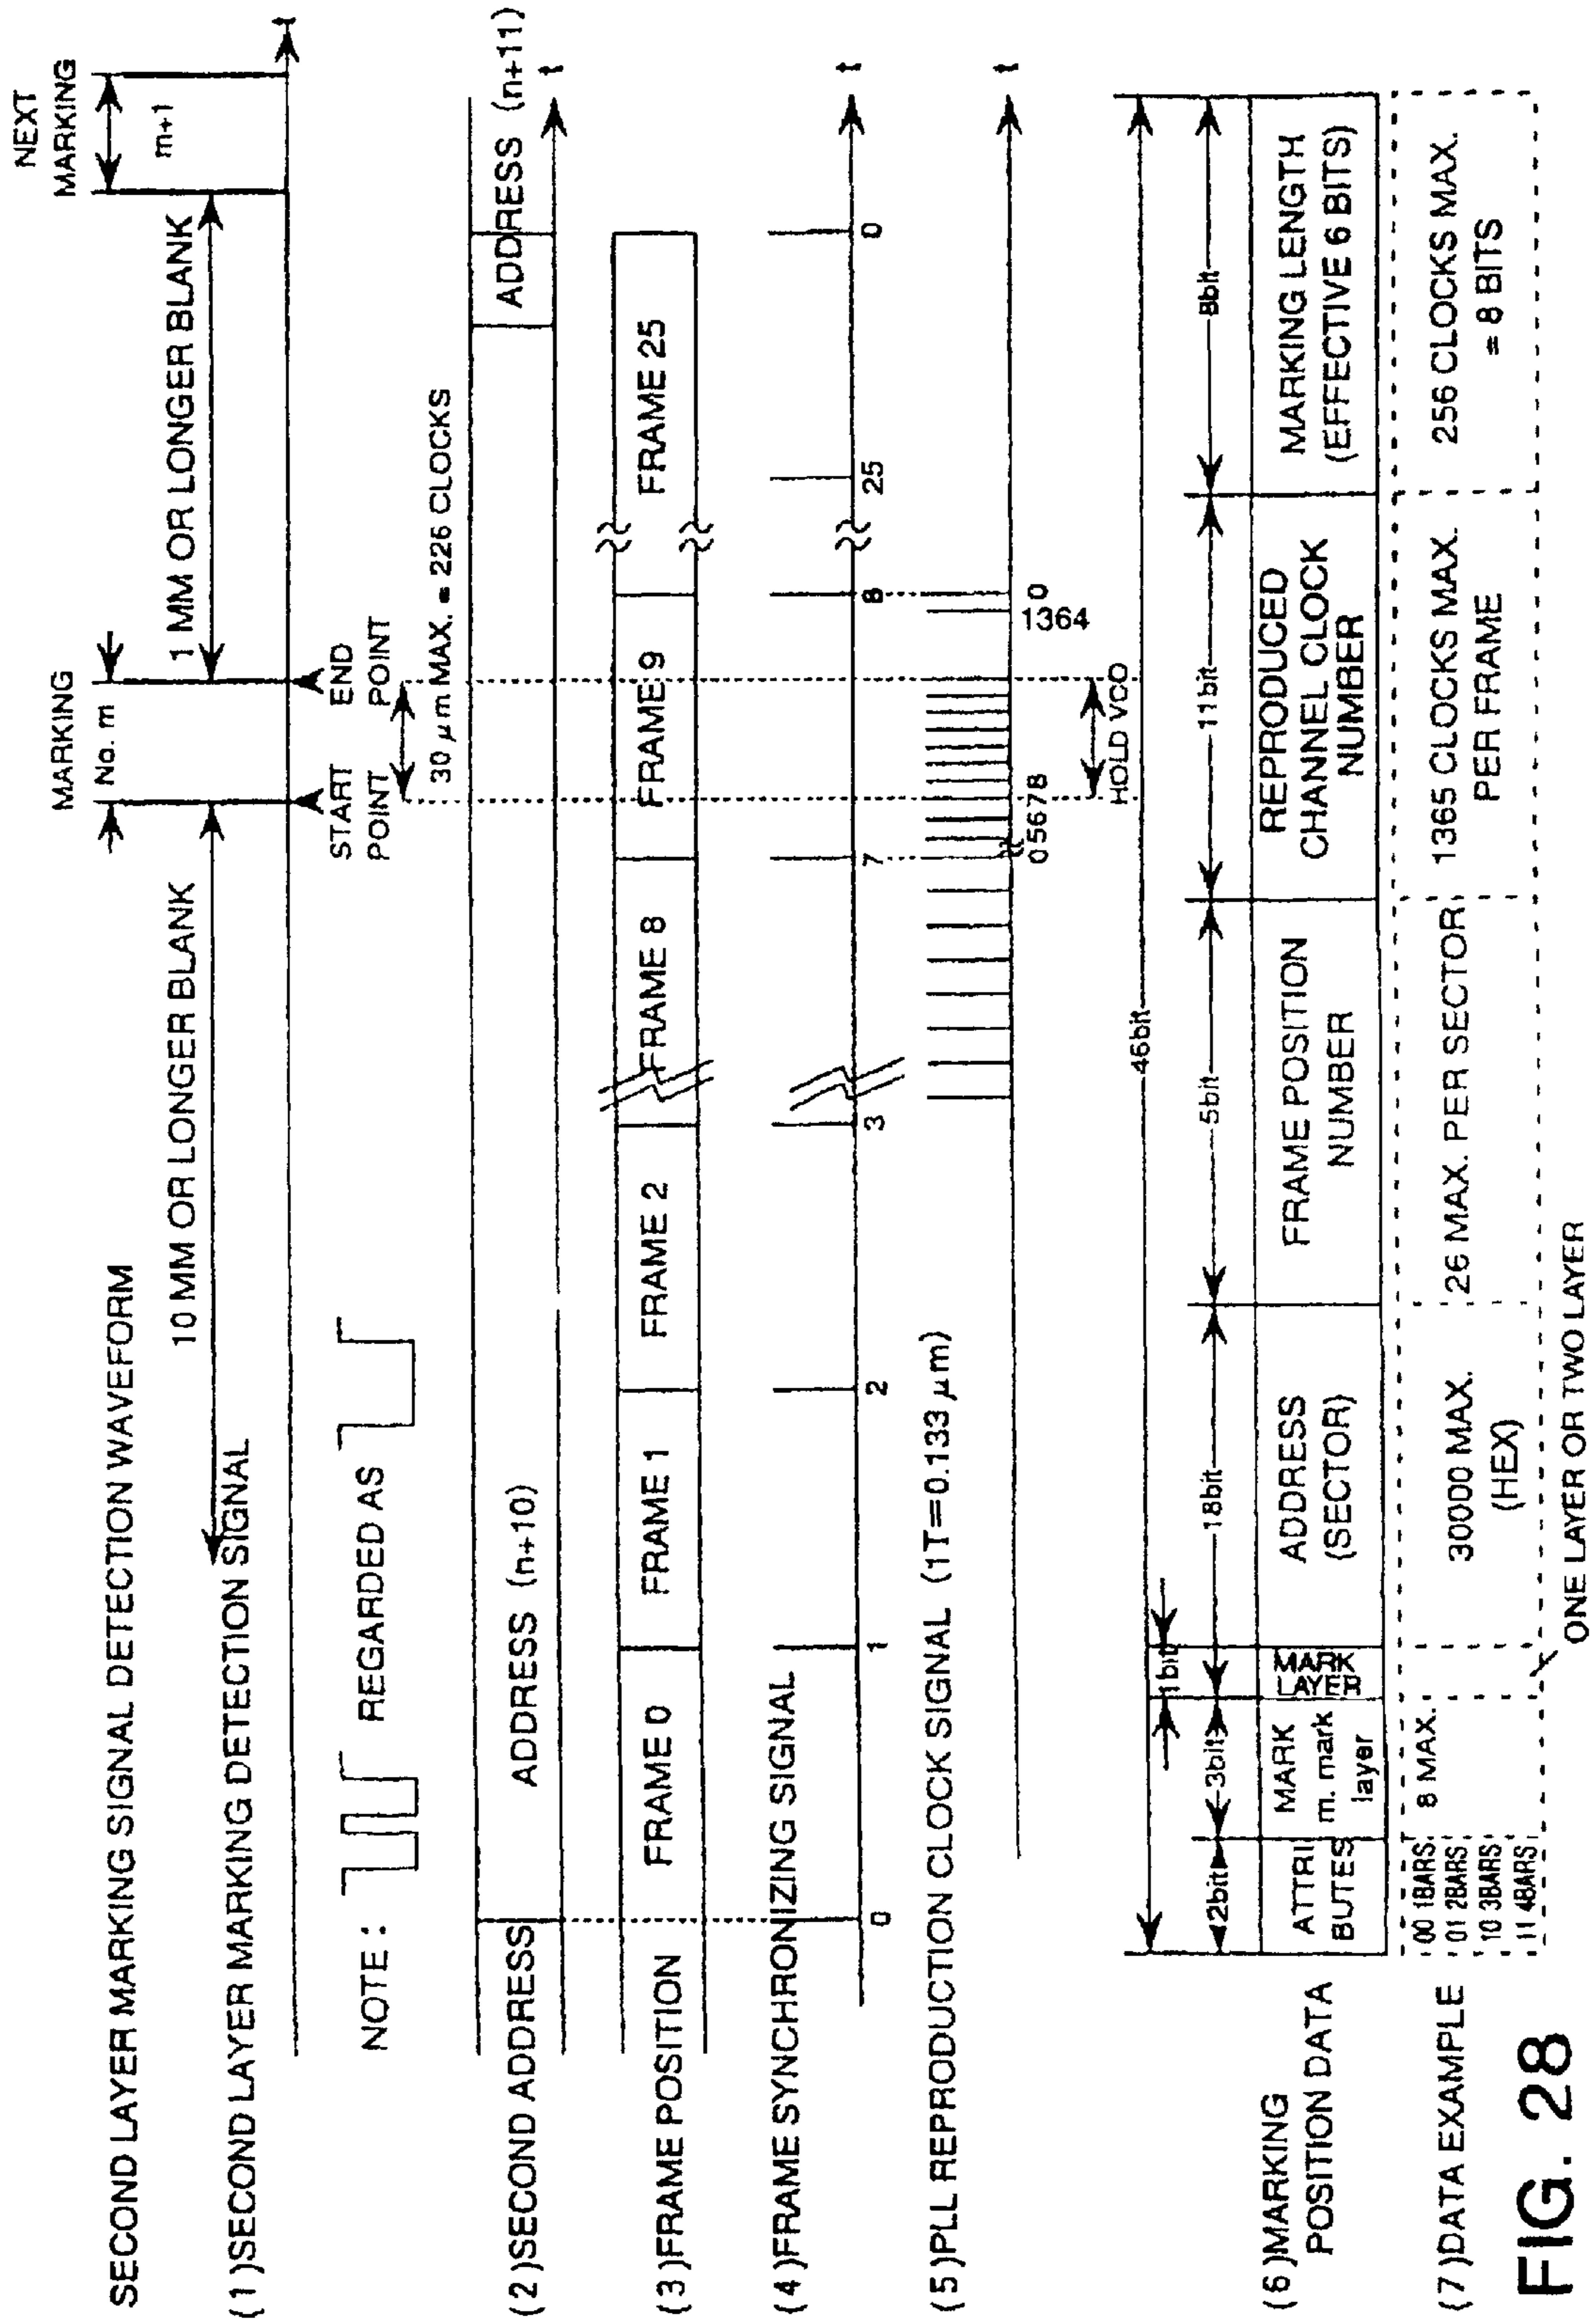 SECOND LAYER MARKING SIGNAL DETECTION WAVEFORM
MARKING
No. m
NEXT
MARKING
m+1
10 MM OR LONGER BLANK
1 MM OR LONGER BLANK
(1)SECOND LAYER MARKING DETECTION SIGNAL
t
START
POINT
END
POINT
NOTE :
REGARDED AS
30 μm MAX. = 226 CLOCKS
(2)SECOND ADDRESS
ADDRESS (n+10)
ADDRESS (n+11)
t
(3)FRAME POSITION
FRAME 0
FRAME 1
FRAME 2
FRAME 8
FRAME 9
FRAME 25
(4)FRAME SYNCHRONIZING SIGNAL
0
1
2
3
7
8
25
0
t
(5)PLL REPRODUCTION CLOCK SIGNAL (1T=0.133 μm)
0 5 6 7 8
1364
0
t
HOLD VCO
46bit
2bit
3bit
1bit
18bit
5bit
11bit
8bit
(6)MARKING
POSITION DATA
ATTRI
BUTES
MARK
m. mark
layer
MARK
LAYER
ADDRESS
(SECTOR)
FRAME POSITION
NUMBER
REPRODUCED
CHANNEL CLOCK
NUMBER
MARKING LENGTH
(EFFECTIVE 6 BITS)
(7)DATA EXAMPLE
00 1BARS
01 2BARS
10 3BARS
11 4BARS
8 MAX.
30000 MAX.
(HEX)
26 MAX. PER SECTOR
1365 CLOCKS MAX.
PER FRAME
256 CLOCKS MAX.
= 8 BITS
ONE LAYER OR TWO LAYER
FIG. 28